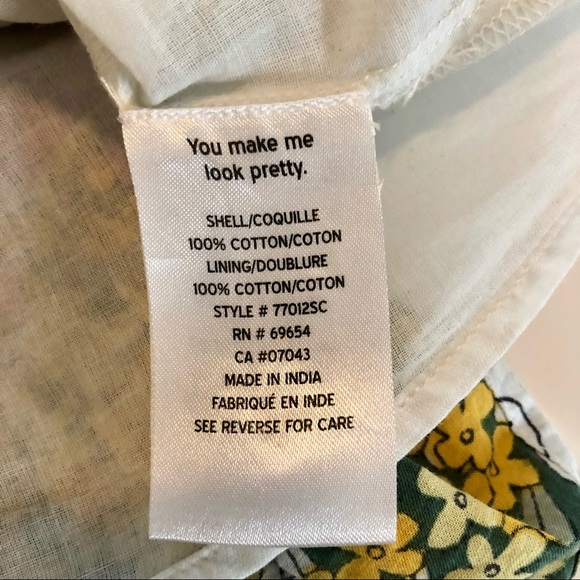 You make me
look pretty.
SHELL/COQUILLE
100% COTTON/COTON
LINING/DOUBLURE
100% COTTON/COTON
STYLE # 77012SC
RN # 69654
CA #07043
MADE IN INDIA
FABRIQUÉ EN INDE
SEE REVERSE FOR CARE